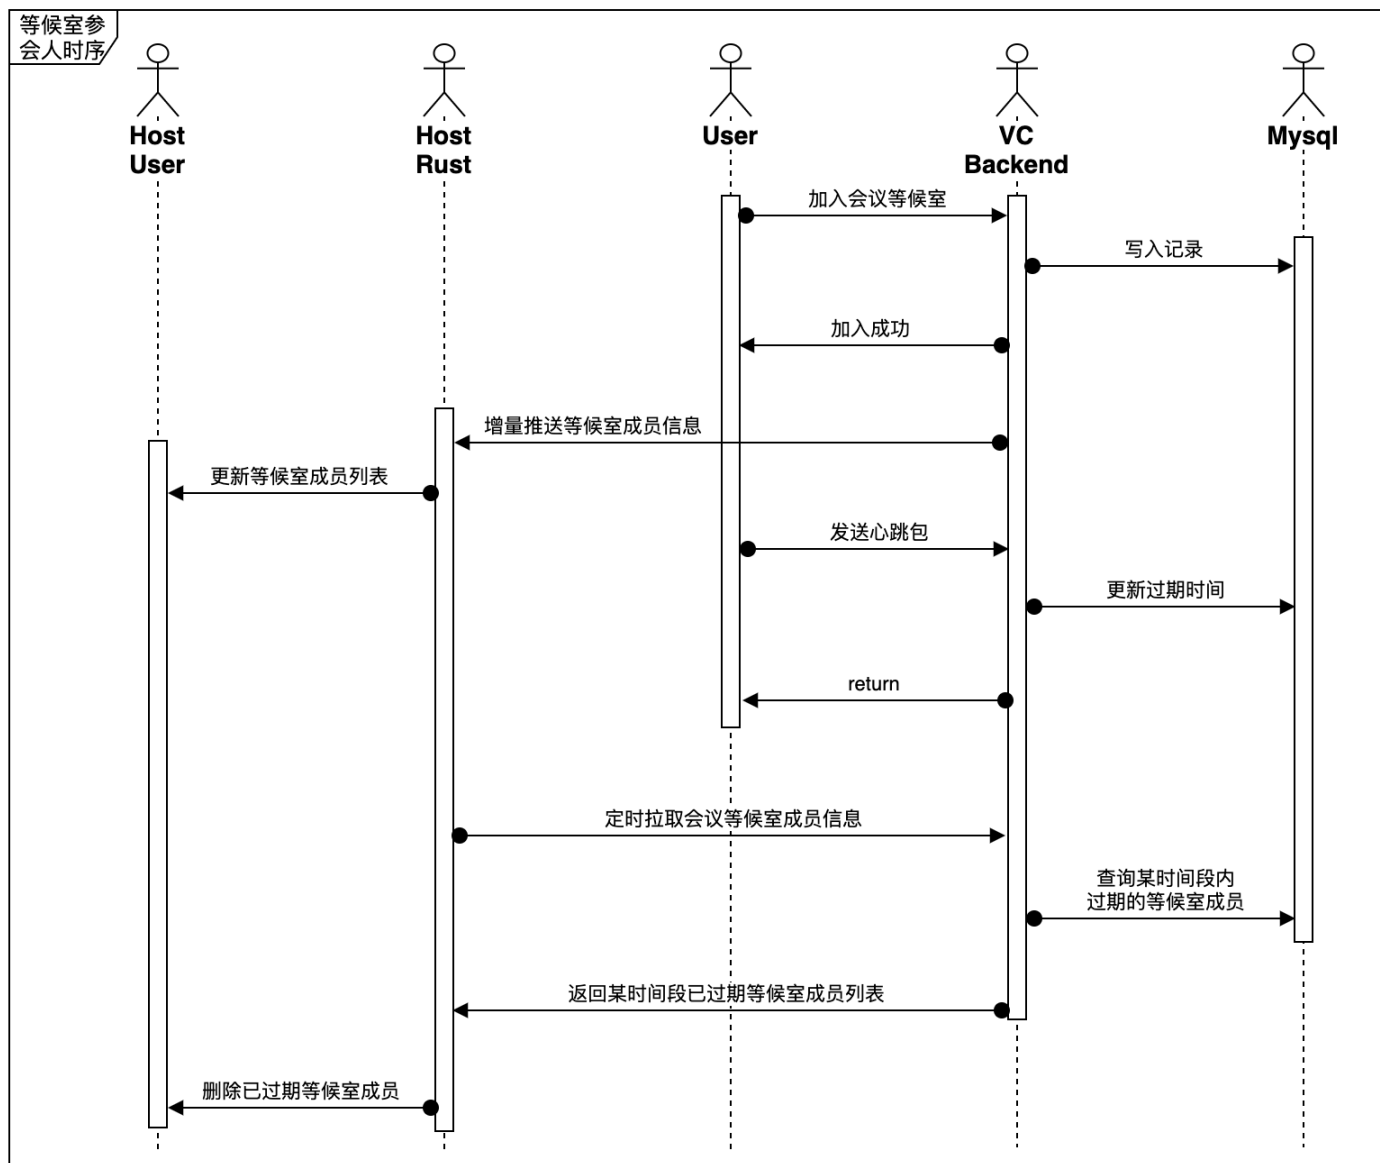 等候室参
会人时序
Host
User
Host
Rust
User
VC
Backend
Mysql
加入会议等候室
写入记录
加入成功
增量推送等候室成员信息
更新等候室成员列表
发送心跳包
更新过期时间
return
定时拉取会议等候室成员信息
查询某时间段内
过期的等候室成员
返回某时间段已过期等候室成员列表
删除已过期等候室成员